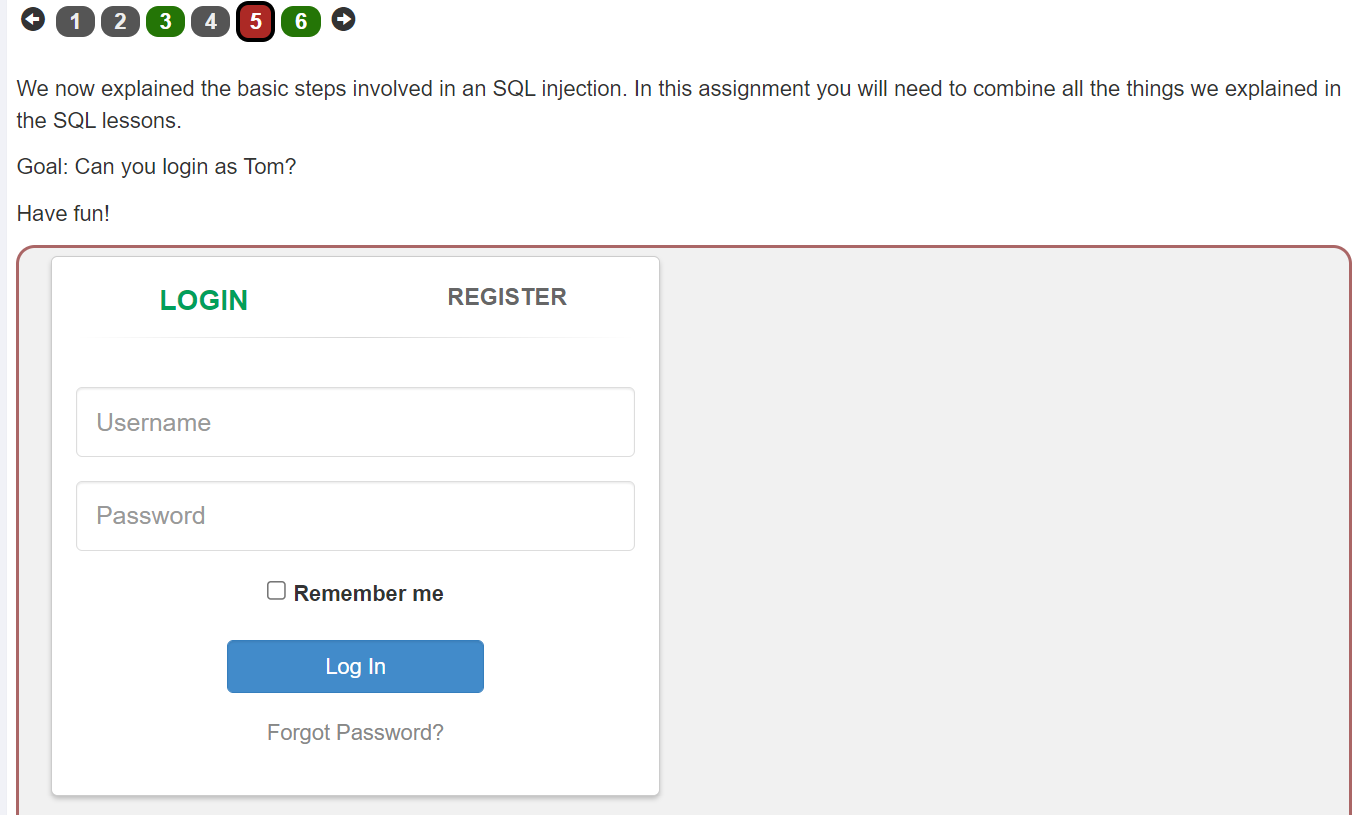 1 2 3 4 5 6
We now explained the basic steps involved in an SQL injection. In this assignment you will need to combine all the things we explained in
the SQL lessons.
Goal: Can you login as Tom?
Have fun!
LOGIN REGISTER
Username
Password
Remember me
Log In
Forgot Password?